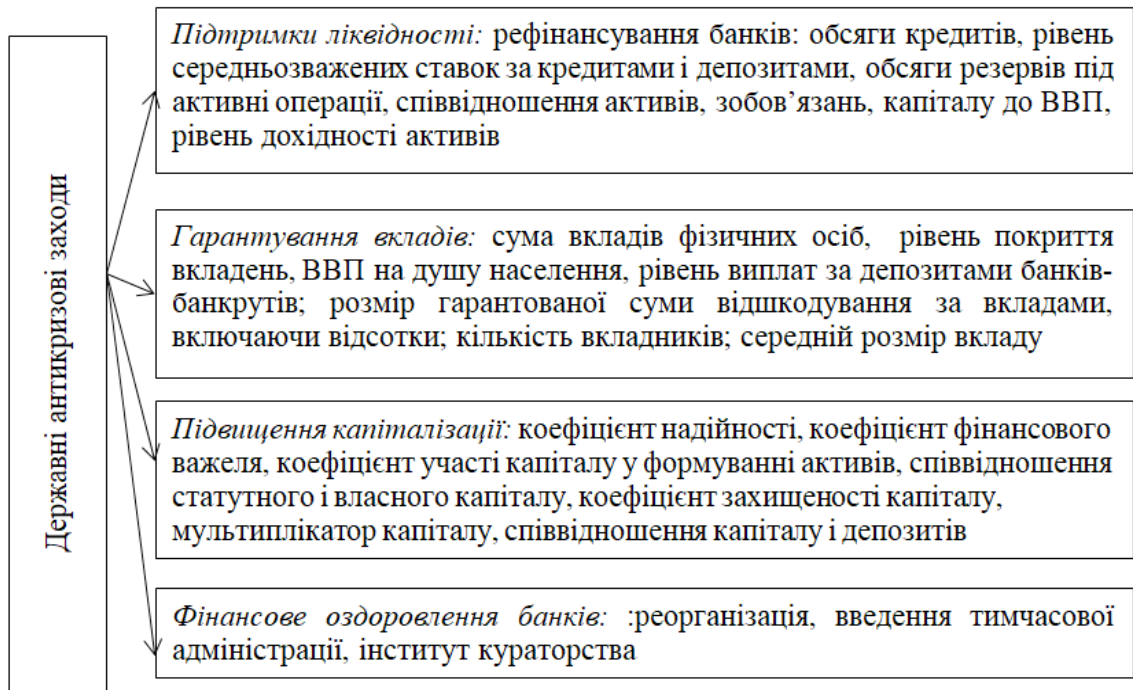 Державні антикризові заходи
Підтримки ліквідності: рефінансування банків: обсяги кредитів, рівень
середньозважених ставок за кредитами і депозитами, обсяги резервів під
активні операції, співвідношення активів, зобов’язань, капіталу до ВВП,
рівень дохідності активів
Гарантування вкладів: сума вкладів фізичних осіб, рівень покриття
вкладень, ВВП на душу населення, рівень виплат за депозитами банків-
банкрутів; розмір гарантованої суми відшкодування за вкладами,
включаючи відсотки; кількість вкладників; середній розмір вкладу
Підвищення капіталізації: коефіцієнт надійності, коефіцієнт фінансового
важеля, коефіцієнт участі капіталу у формуванні активів, співвідношення
статутного і власного капіталу, коефіцієнт захищеності капіталу,
мультиплікатор капіталу, співвідношення капіталу і депозитів
Фінансове оздоровлення банків: :реорганізація, введення тимчасової
адміністрації, інститут кураторства